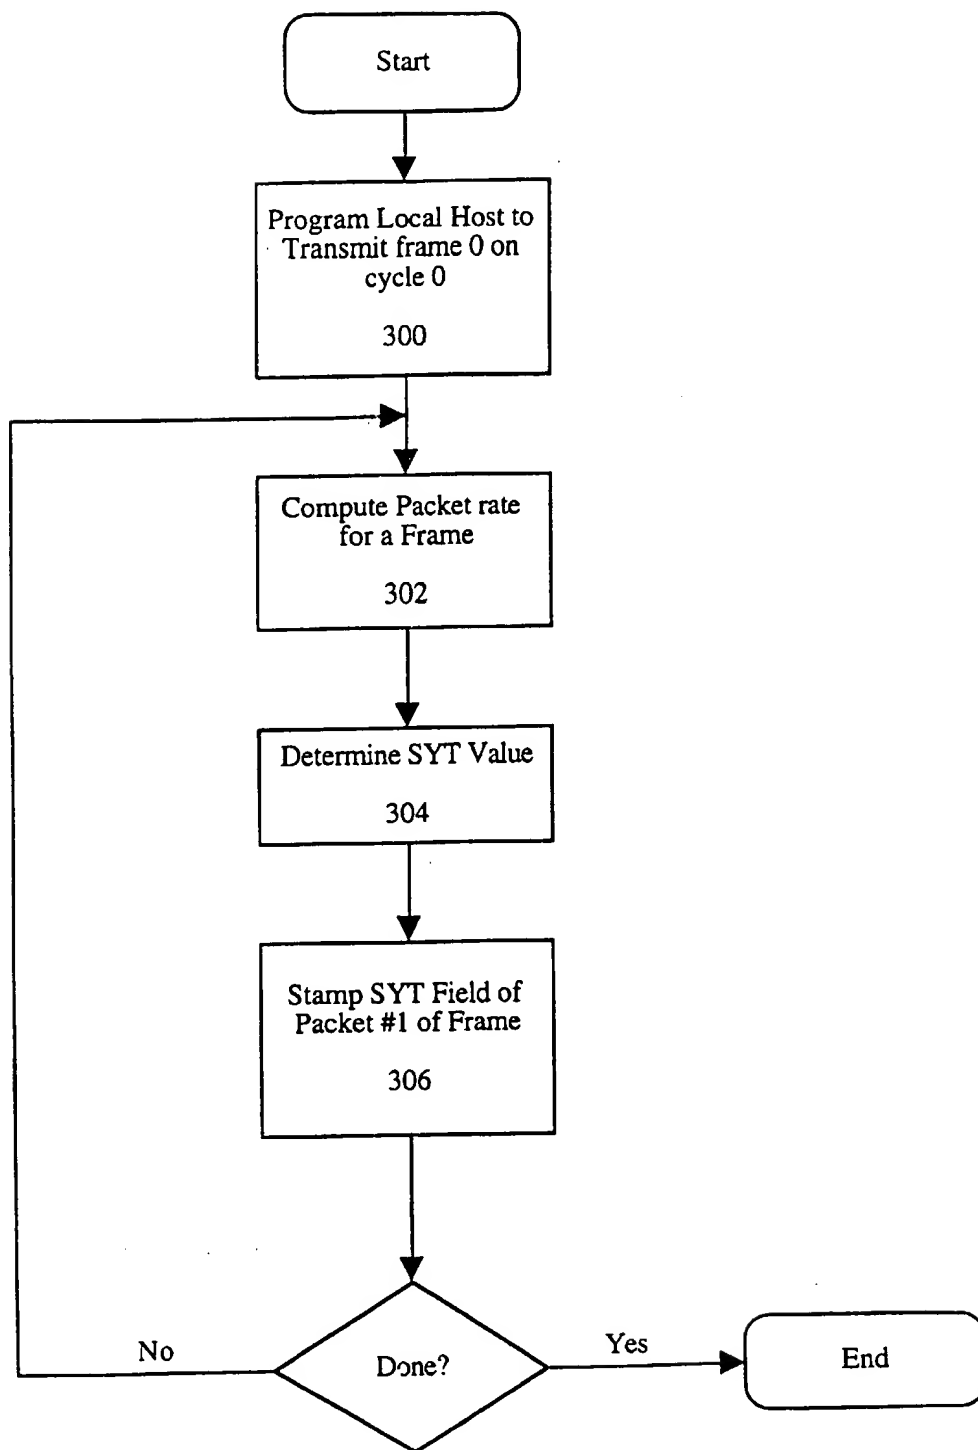 Start
Program Local Host to
Transmit frame 0 on
cycle 0
300
Compute Packet rate
for a Frame
302
Determine SYT Value
304
Stamp SYT Field of
Packet #1 of Frame
306
No
Done?
Yes
End